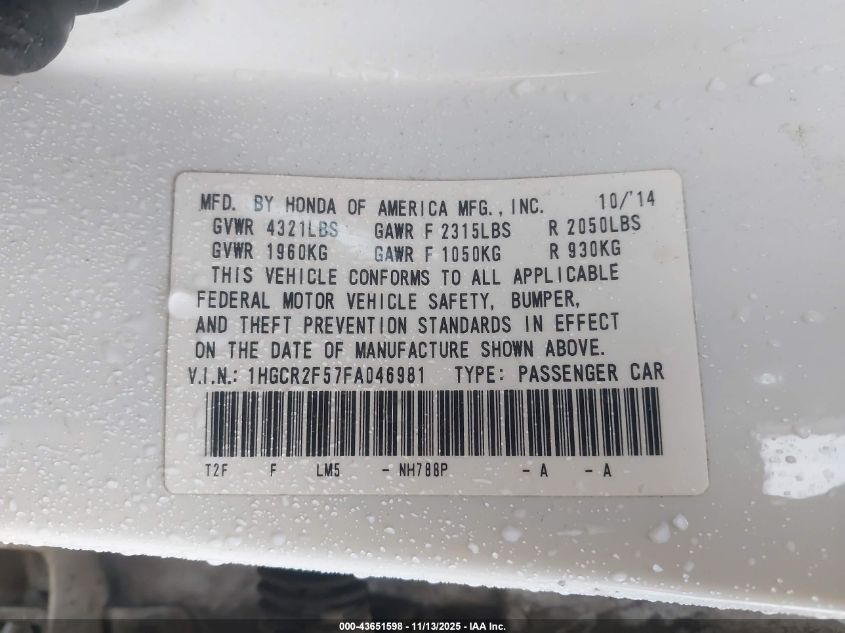 MFD. BY HONDA OF AMERICA MFG., INC. 10/'14
GVWR 4321LBS GAWR F 2315LBS R 2050LBS
GVWR 1960KG GAWR F 1050KG R 930KG
THIS VEHICLE CONFORMS TO ALL APPLICABLE
FEDERAL MOTOR VEHICLE SAFETY, BUMPER,
AND THEFT PREVENTION STANDARDS IN EFFECT
ON THE DATE OF MANUFACTURE SHOWN ABOVE.
V.I.N.: 1HGCR2F57FA046981 TYPE: PASSENGER CAR
T2F F LM5 - NH788P - A - A
000-43651598 - 11/13/2025 - IAA Inc.